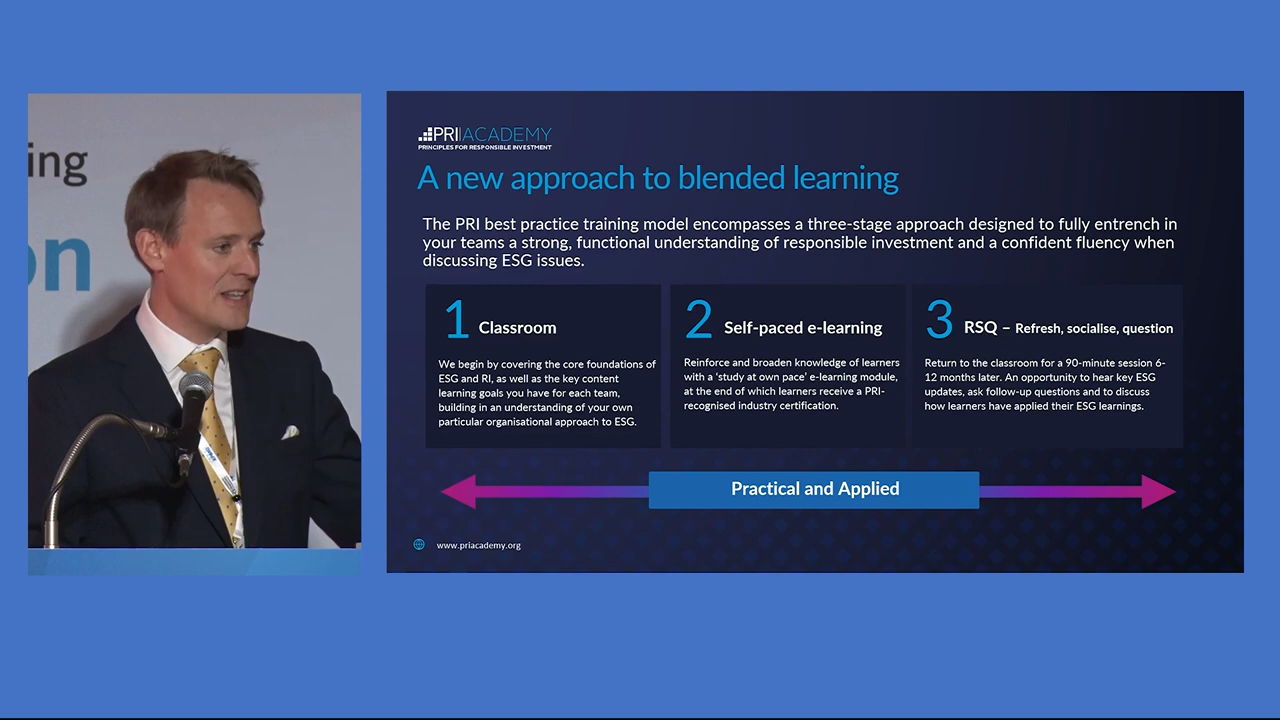 ing
on
PRI ACADEMY
PRINCIPLES FOR RESPONSIBLE INVESTMENT
A new approach to blended learning
The PRI best practice training model encompasses a three-stage approach designed to fully entrench in
your teams a strong, functional understanding of responsible investment and a confident fluency when
discussing ESG issues.
1 Classroom
We begin by covering the core foundations of
ESG and RI, as well as the key content
learning goals you have for each team,
building in an understanding of your own
particular organisational approach to ESG.
2 Self-paced e-learning
Reinforce and broaden knowledge of learners
with a ‘study at own pace’ e-learning module,
at the end of which learners receive a PRI-
recognised industry certification.
3 RSQ – Refresh, socialise, question
Return to the classroom for a 90-minute session 6-
12 months later. An opportunity to hear key ESG
updates, ask follow-up questions and to discuss
how learners have applied their ESG learnings.
Practical and Applied
www.priacademy.org